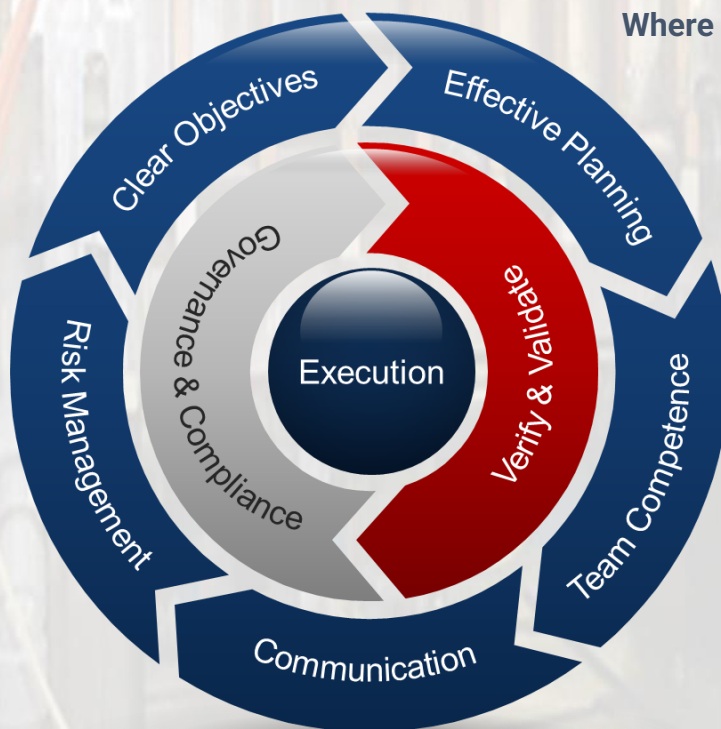 Where
Clear Objectives
Effective Planning
Team Competence
Communication
Risk Management
Governance & Compliance
Verify & Validate
Execution